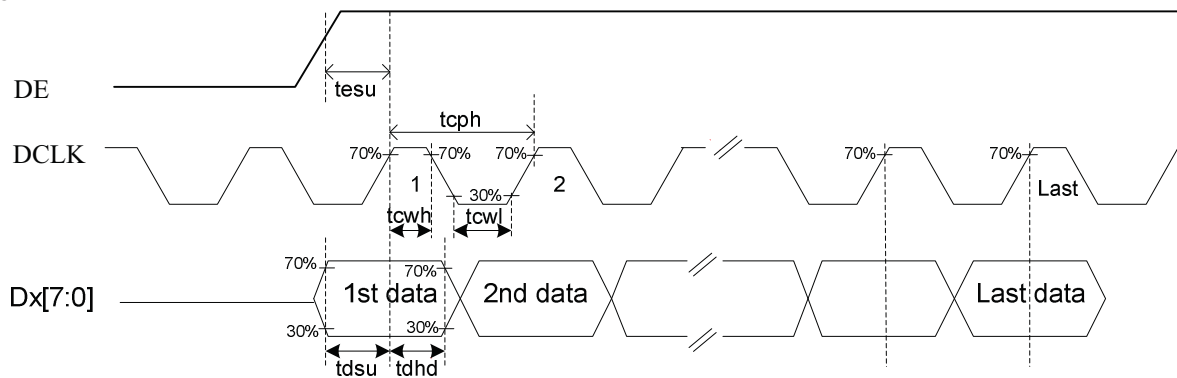 DE
tesu
tcph
DCLK
70% 70% 70% 70% 70%
1 2 Last
30%
tcwh tcwl
70% 70%
Dx[7:0] 1st data 2nd data Last data
30% 30%
tdsu tdhd